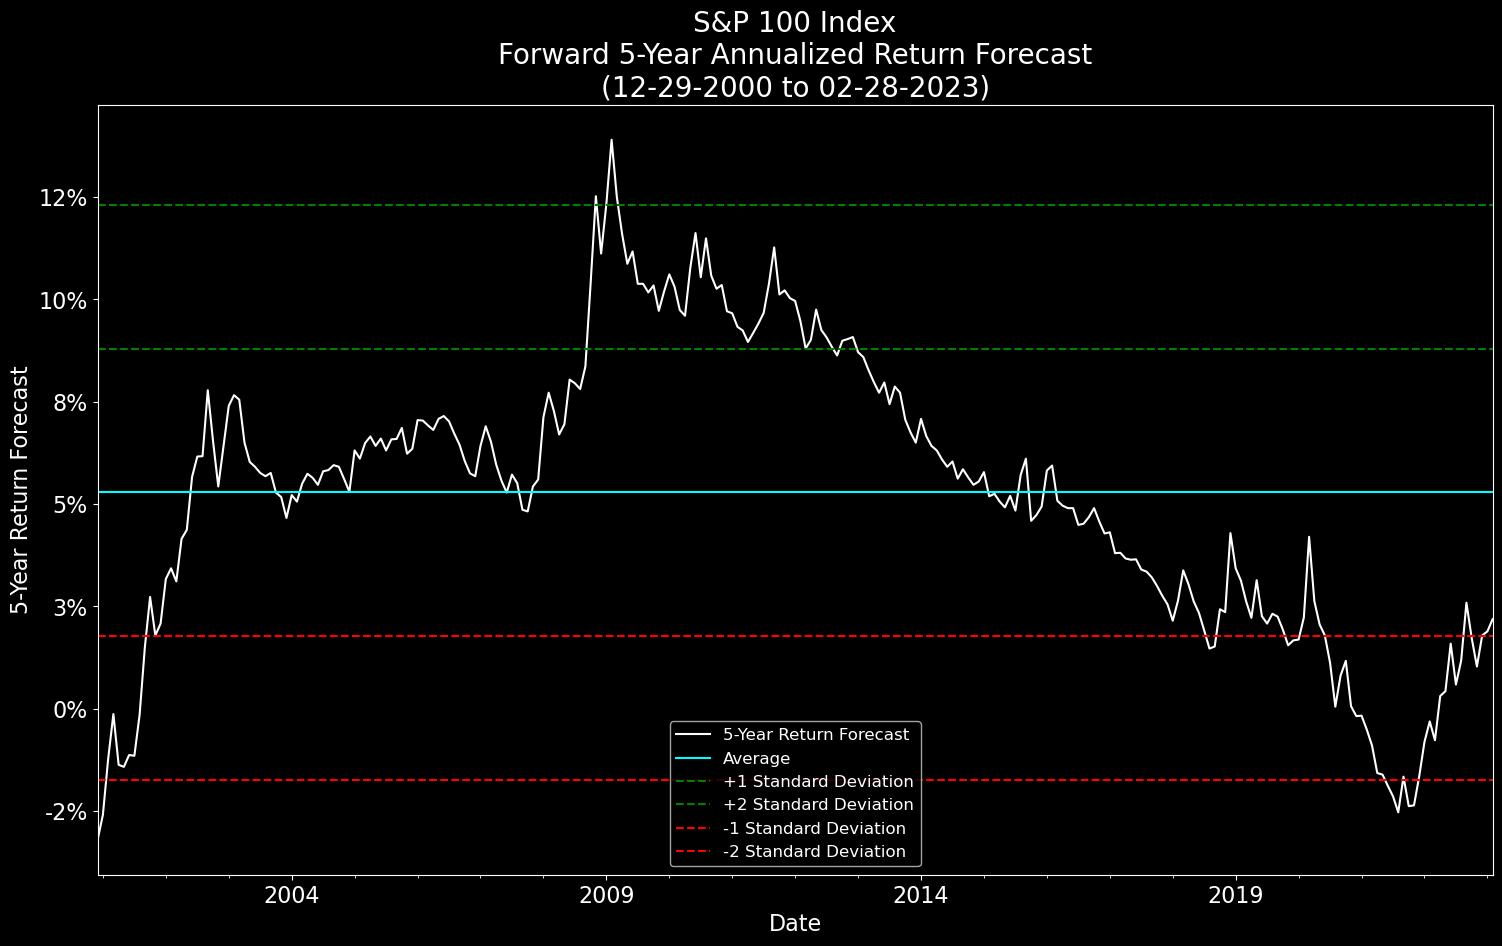 S&P 100 Index
Forward 5-Year Annualized Return Forecast
(12-29-2000 to 02-28-2023)
5-Year Return Forecast
12%
10%
8%
5%
3%
0%
-2%
5-Year Return Forecast
Average
+1 Standard Deviation
+2 Standard Deviation
-1 Standard Deviation
-2 Standard Deviation
2004
2009
2014
2019
Date